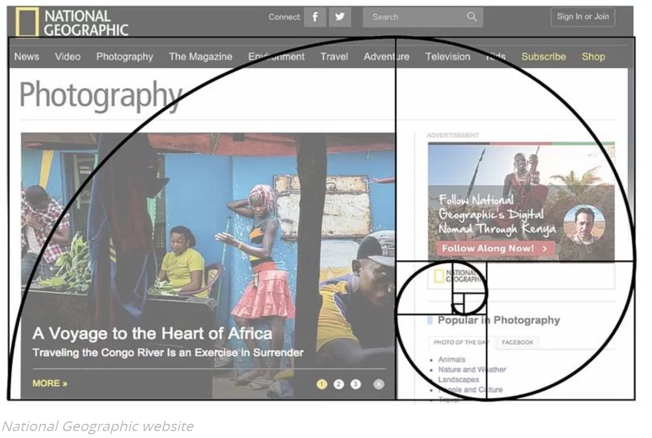 NATIONAL
GEOGRAPHIC
Connect:
Search
Sign In or Join
News Video Photography The Magazine Environment Travel Adventure Television Kids Subscribe Shop
Photography
ADVERTISEMENT
Follow National
Geographic's Digital
Nomad Through Kenya
Follow Along Now!
NATIONAL
GEOGRAPHIC
A Voyage to the Heart of Africa
Traveling the Congo River Is an Exercise in Surrender
MORE »
1 2 3
Popular in Photography
PHOTO OF THE DAY FACEBOOK
Animals
Nature and Weather
Landscapes
People and Culture
Travel
National Geographic website